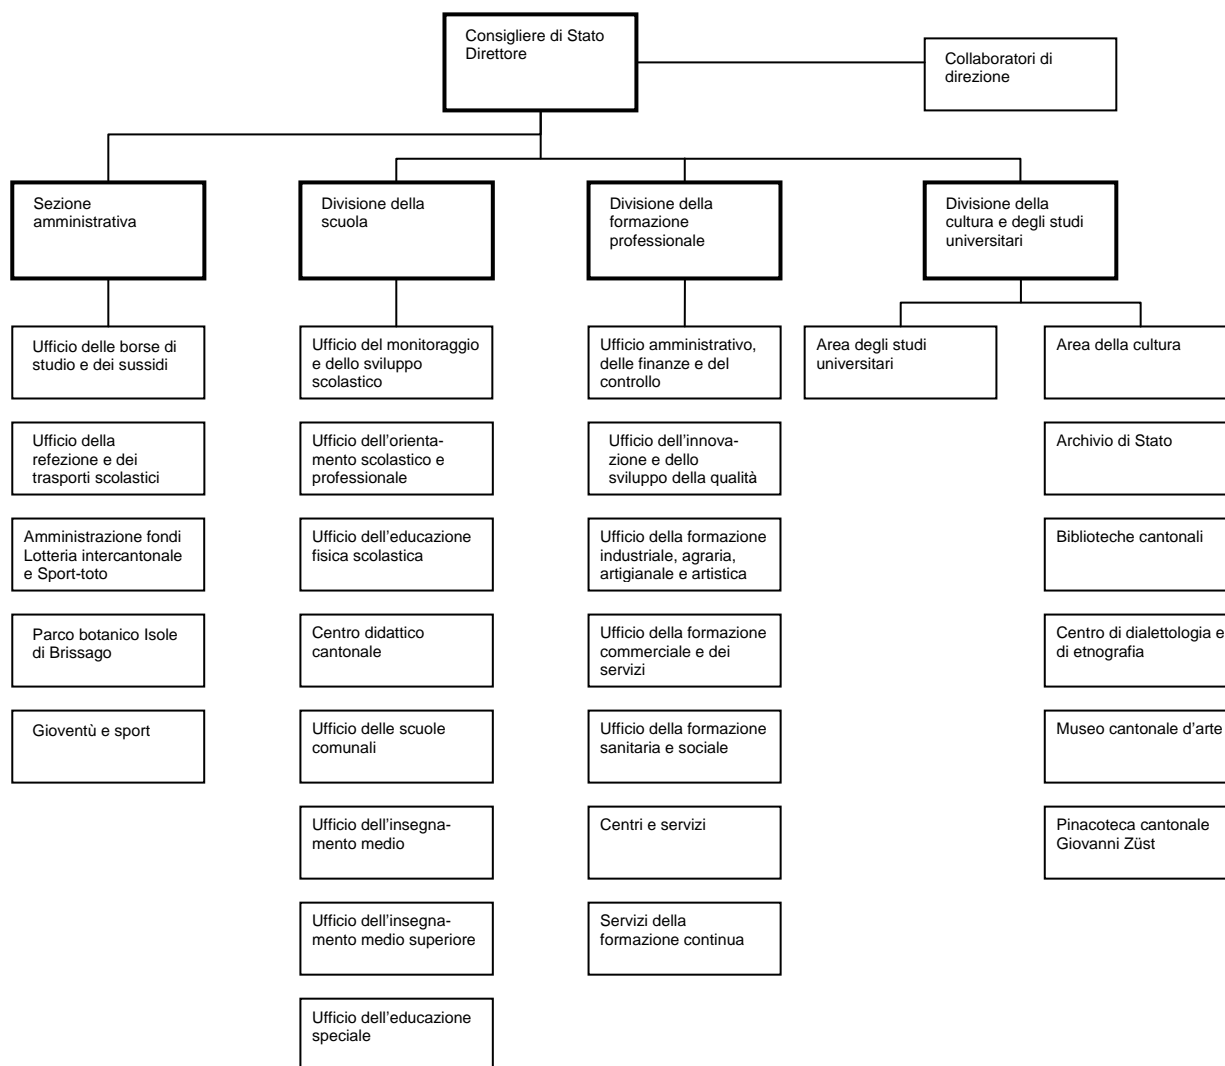 Consigliere di Stato
Direttore
Collaboratori di
direzione
Sezione
amministrativa
Divisione della
scuola
Divisione della
formazione
professionale
Divisione della
cultura e degli studi
universitari
Ufficio delle borse di
studio e dei sussidi
Ufficio della
refezione e dei
trasporti scolastici
Amministrazione fondi
Lotteria intercantonale
e Sport-toto
Parco botanico Isole
di Brissago
Gioventù e sport
Ufficio del monitoraggio
e dello sviluppo
scolastico
Ufficio dell'orienta-
mento scolastico e
professionale
Ufficio dell'educazione
fisica scolastica
Centro didattico
cantonale
Ufficio delle scuole
comunali
Ufficio dell'insegna-
mento medio
Ufficio dell'insegna-
mento medio superiore
Ufficio dell'educazione
speciale
Ufficio amministrativo,
delle finanze e del
controllo
Ufficio dell'innova-
zione e dello
sviluppo della qualità
Ufficio della formazione
industriale, agraria,
artigianale e artistica
Ufficio della formazione
commerciale e dei
servizi
Ufficio della formazione
sanitaria e sociale
Centri e servizi
Servizi della
formazione continua
Area degli studi
universitari
Area della cultura
Archivio di Stato
Biblioteche cantonali
Centro di dialettologia e
di etnografia
Museo cantonale d'arte
Pinacoteca cantonale
Giovanni Züst